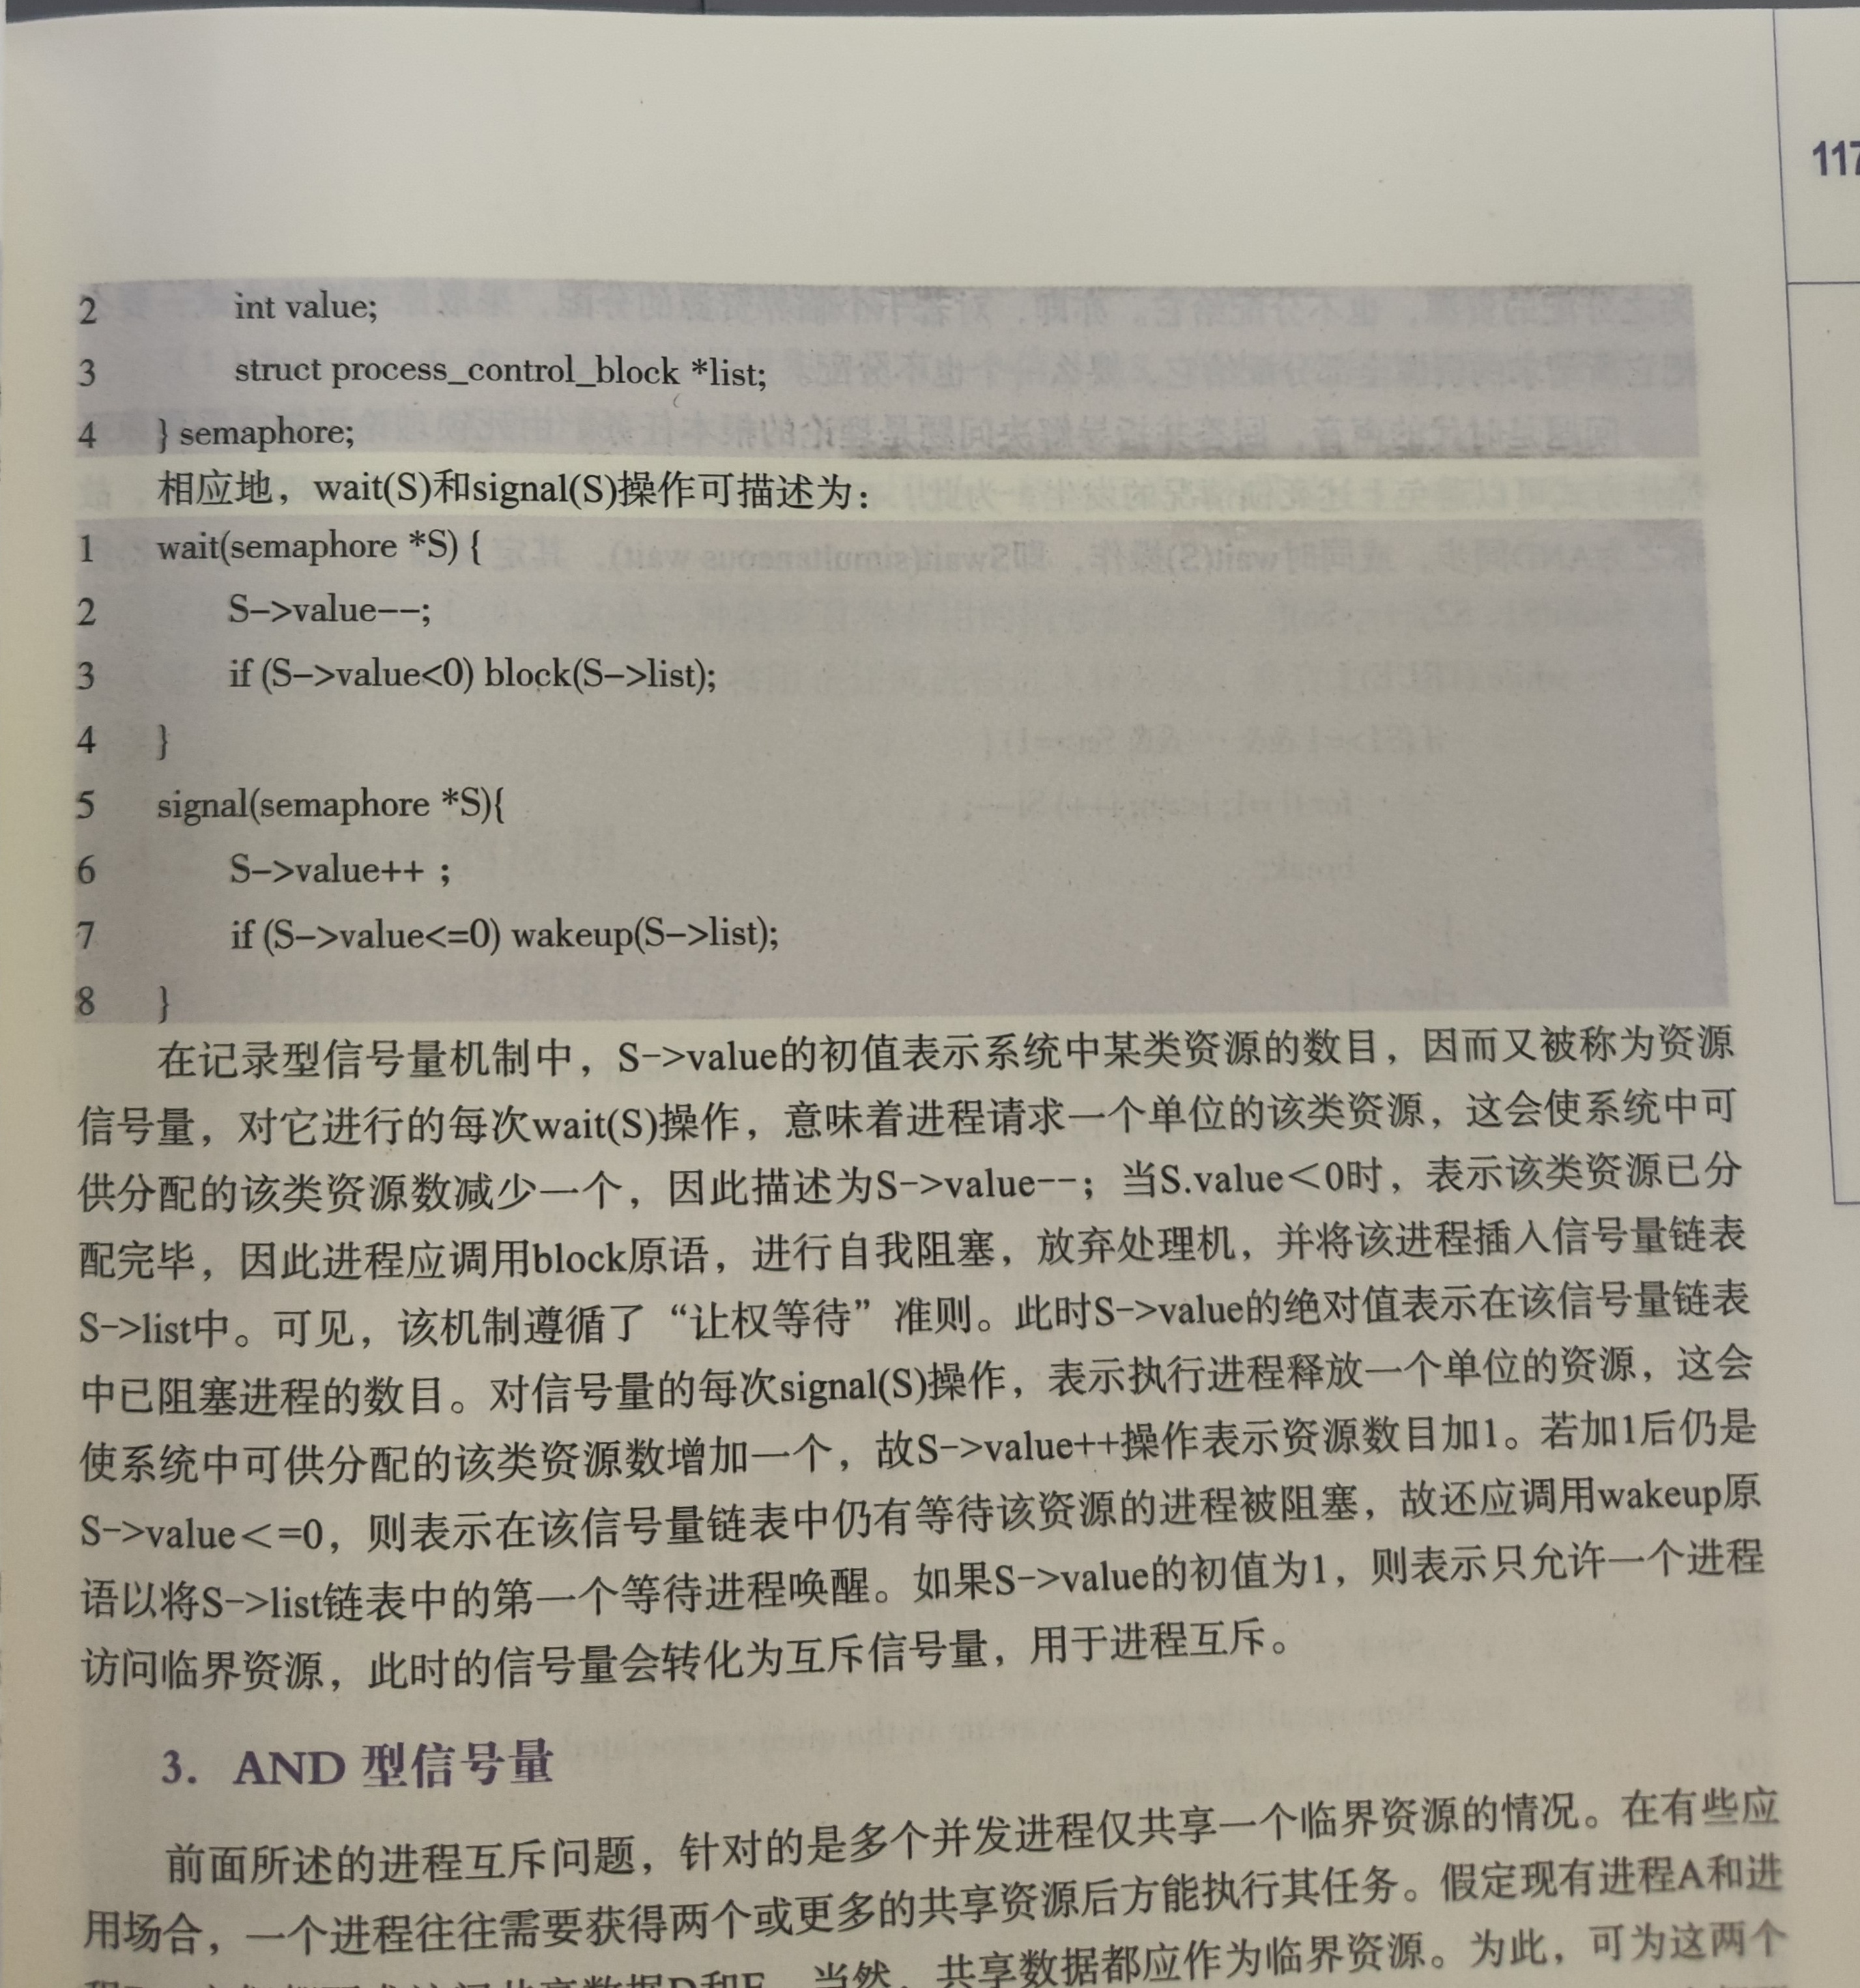 117
2 int value;
3 struct process_control_block *list;
4 } semaphore;
相应地，wait(S)和signal(S)操作可描述为：
1 wait(semaphore *S) {
2 S->value--;
3 if (S->value<0) block(S->list);
4 }
5 signal(semaphore *S){
6 S->value++ ;
7 if (S->value<=0) wakeup(S->list);
8 }
在记录型信号量机制中，S->value的初值表示系统中某类资源的数目，因而又被称为资源
信号量，对它进行的每次wait(S)操作，意味着进程请求一个单位的该类资源，这会使系统中可
供分配的该类资源数减少一个，因此描述为S->value--；当S.value＜0时，表示该类资源已分
配完毕，因此进程应调用block原语，进行自我阻塞，放弃处理机，并将该进程插入信号量链表
S->list中。可见，该机制遵循了“让权等待”准则。此时S->value的绝对值表示在该信号量链表
中已阻塞进程的数目。对信号量的每次signal(S)操作，表示执行进程释放一个单位的资源，这会
使系统中可供分配的该类资源数增加一个，故S->value++操作表示资源数目加1。若加1后仍是
S->value＜=0，则表示在该信号量链表中仍有等待该资源的进程被阻塞，故还应调用wakeup原
语以将S->list链表中的第一个等待进程唤醒。如果S->value的初值为1，则表示只允许一个进程
访问临界资源，此时的信号量会转化为互斥信号量，用于进程互斥。
3. AND 型信号量
前面所述的进程互斥问题，针对的是多个并发进程仅共享一个临界资源的情况。在有些应
用场合，一个进程往往需要获得两个或更多的共享资源后方能执行其任务。假定现有进程A和进
当然，共享数据都应作为临界资源。为此，可为这两个